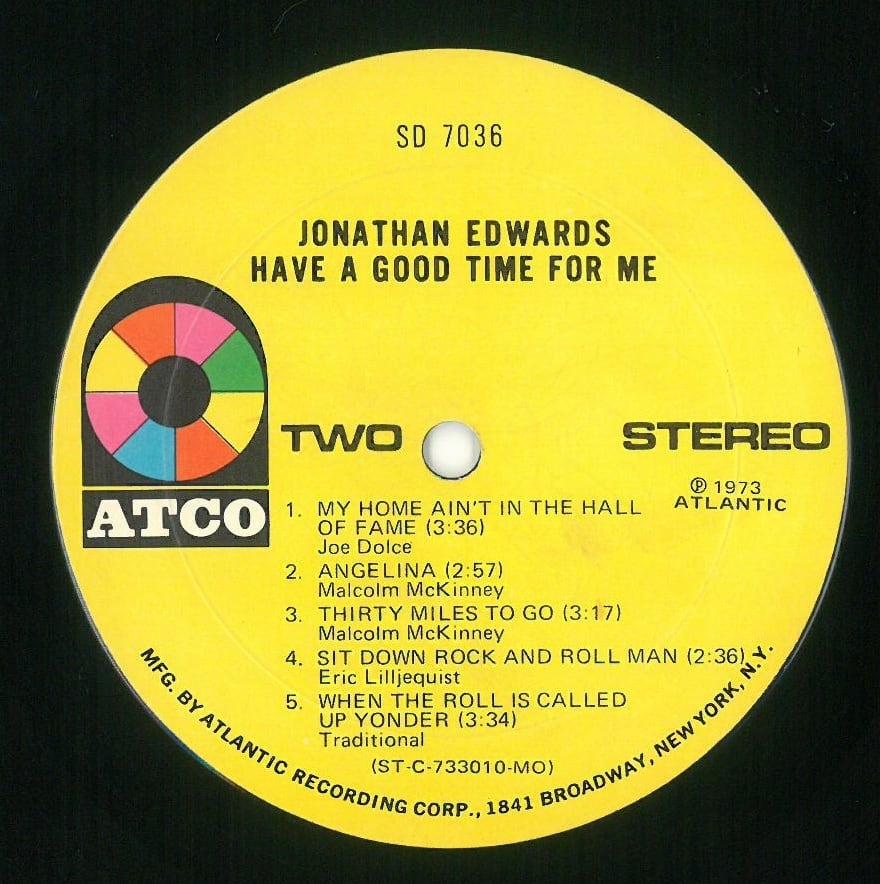 SD 7036
JONATHAN EDWARDS
HAVE A GOOD TIME FOR ME
ATCO
TWO
STEREO
℗ 1973
ATLANTIC
1. MY HOME AIN'T IN THE HALL
OF FAME (3:36)
Joe Dolce
2. ANGELINA (2:57)
Malcolm McKinney
3. THIRTY MILES TO GO (3:17)
Malcolm McKinney
4. SIT DOWN ROCK AND ROLL MAN (2:36)
Eric Lilljequist
5. WHEN THE ROLL IS CALLED
UP YONDER (3:34)
Traditional
(ST-C-733010-MO)
MFG. BY ATLANTIC RECORDING CORP., 1841 BROADWAY, NEW YORK, N.Y.